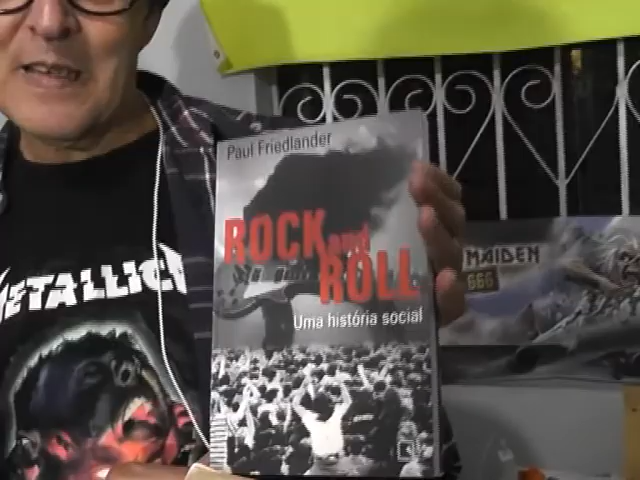 Paul Friedlander
ROCK and
ROLL
Uma história social
METALLICA
MAIDEN
666